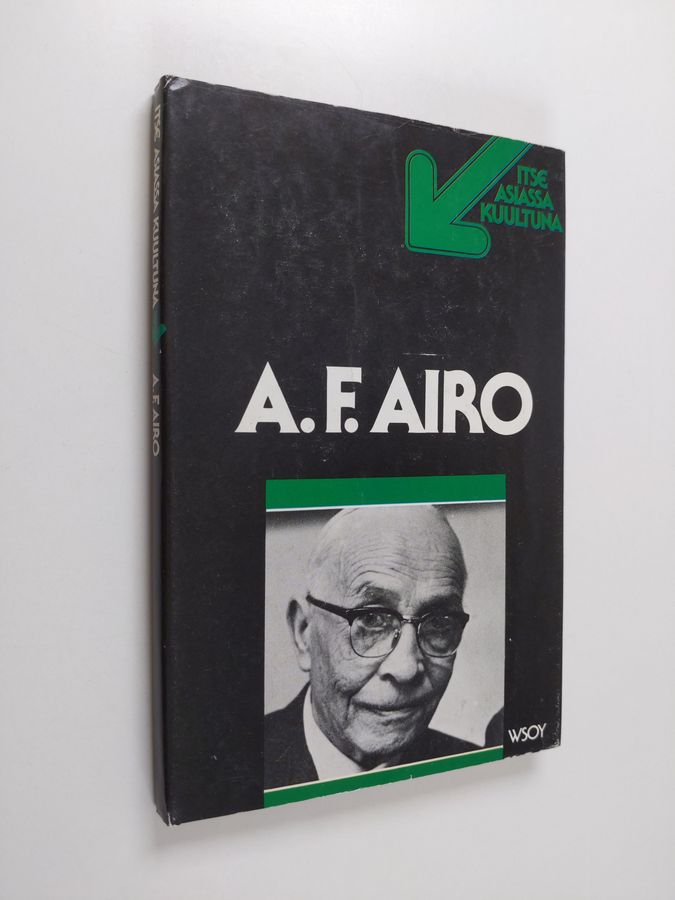 ITSE ASIASSA KUULTUNA A.F. AIRO
ITSE
ASIASSA
KUULTUNA
A. F. AIRO
WSOY